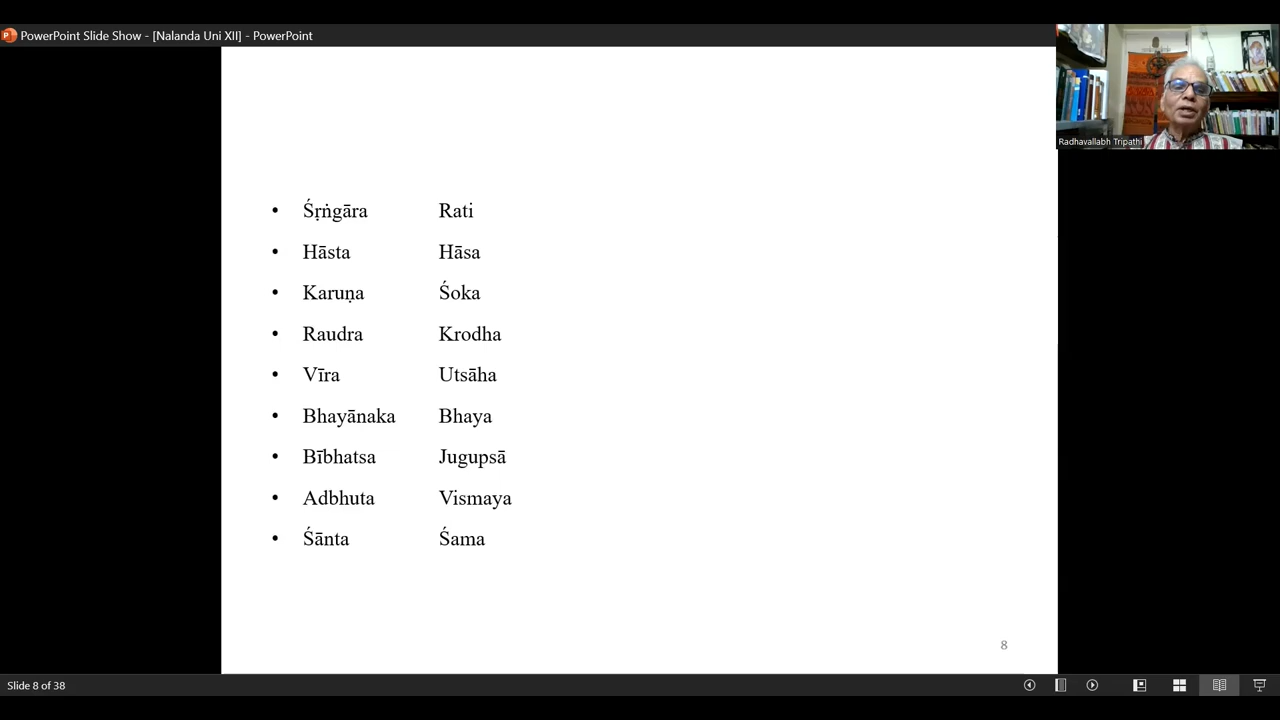 PowerPoint Slide Show - [Nalanda Uni XII] - PowerPoint
Radhavallabh Tripathi
• Śṛṅgāra Rati
• Hāsta Hāsa
• Karuṇa Śoka
• Raudra Krodha
• Vīra Utsāha
• Bhayānaka Bhaya
• Bībhatsa Jugupsā
• Adbhuta Vismaya
• Śānta Śama
8
Slide 8 of 38